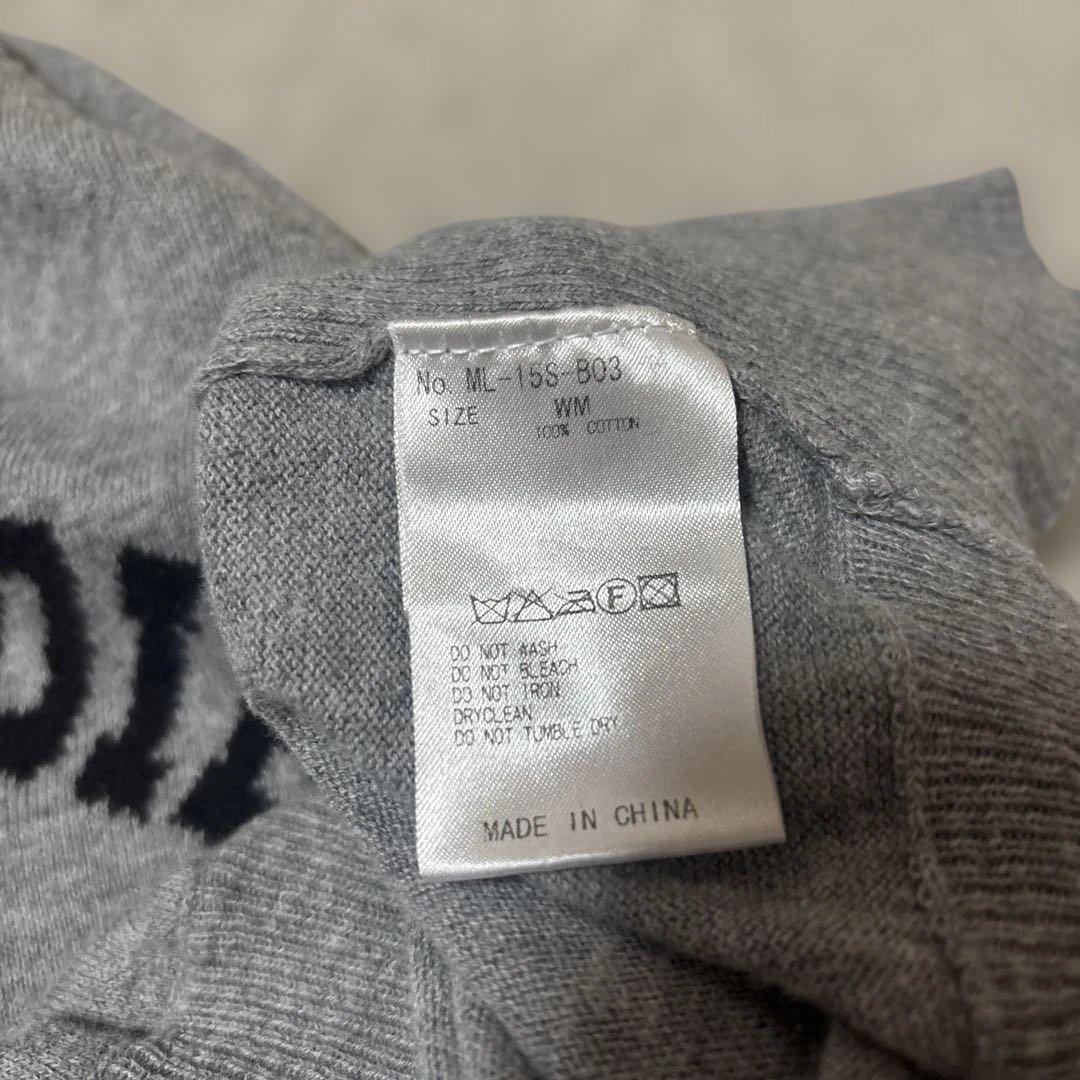 No. ML-15S-B03
SIZE WM
100% COTTON
F
DO NOT WASH
DO NOT BLEACH
DO NOT IRON
DRYCLEAN
DO NOT TUMBLE DRY
MADE IN CHINA